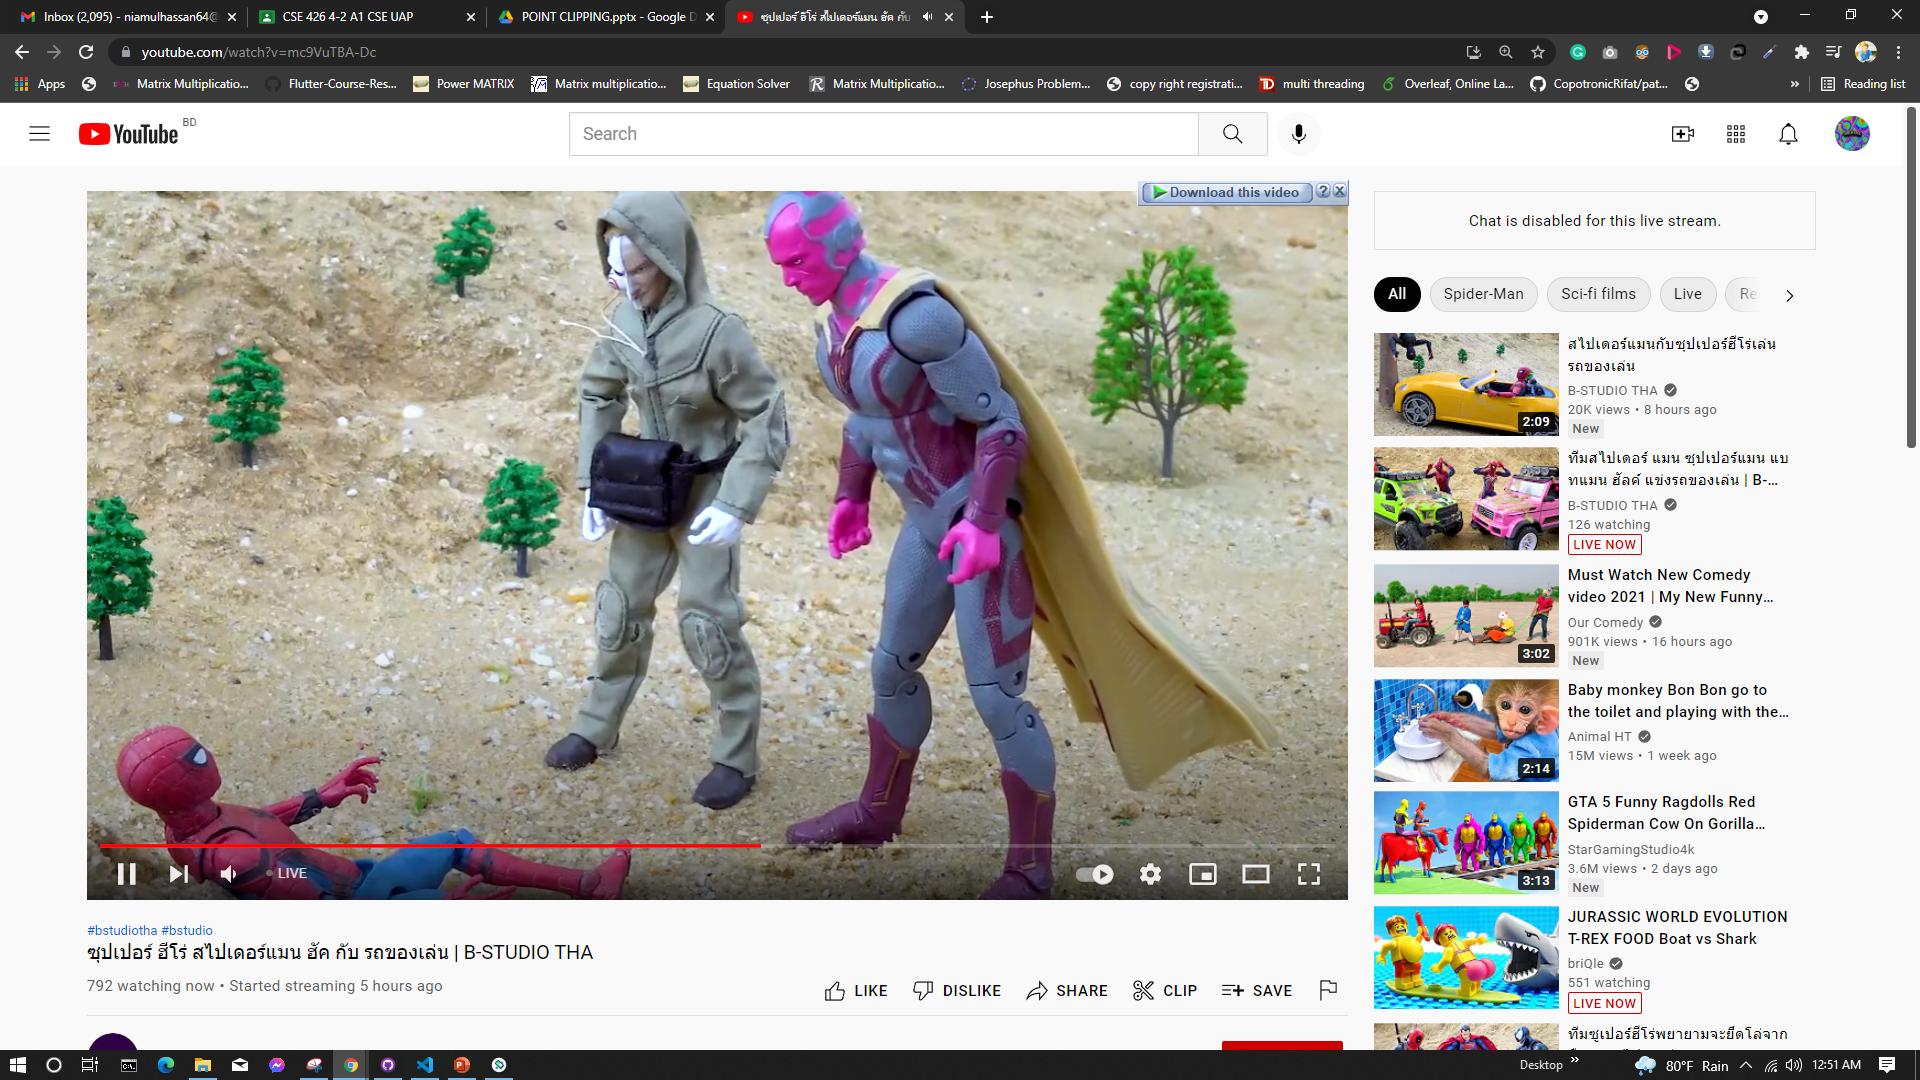 Inbox (2,095) - niamulhassan64@
CSE 426 4-2 A1 CSE UAP
POINT CLIPPING.pptx - Google D
ซุปเปอร์ ฮีโร่ สไปเดอร์แมน ฮัค กับ
youtube.com/watch?v=mc9VuTBA-Dc
Apps
Matrix Multiplicatio...
Flutter-Course-Res...
Power MATRIX
Matrix multiplicatio...
Equation Solver
Matrix Multiplicatio...
Josephus Problem...
copy right registrati...
multi threading
Overleaf, Online La...
CopotronicRifat/pat...
»
Reading list
YouTube BD
Search
Download this video ? X
Chat is disabled for this live stream.
All
Spider-Man
Sci-fi films
Live
Re
สไปเดอร์แมนกับซุปเปอร์ฮีโร่เล่น
รถของเล่น
B-STUDIO THA
20K views • 8 hours ago
New
2:09
ทีมสไปเดอร์ แมน ซุปเปอร์แมน แบ
ทแมน ฮัลค์ แข่งรถของเล่น | B-...
B-STUDIO THA
126 watching
LIVE NOW
Must Watch New Comedy
video 2021 | My New Funny...
Our Comedy
901K views • 16 hours ago
New
3:02
Baby monkey Bon Bon go to
the toilet and playing with the...
Animal HT
15M views • 1 week ago
2:14
GTA 5 Funny Ragdolls Red
Spiderman Cow On Gorilla...
StarGamingStudio4k
3.6M views • 2 days ago
New
3:13
JURASSIC WORLD EVOLUTION
T-REX FOOD Boat vs Shark
briQle
551 watching
LIVE NOW
ทีมซูเปอร์ฮีโร่พยายามจะยึดโล่จาก
LIVE
#bstudiotha #bstudio
ซุปเปอร์ ฮีโร่ สไปเดอร์แมน ฮัค กับ รถของเล่น | B-STUDIO THA
792 watching now • Started streaming 5 hours ago
LIKE
DISLIKE
SHARE
CLIP
SAVE
Desktop »
80°F Rain
12:51 AM